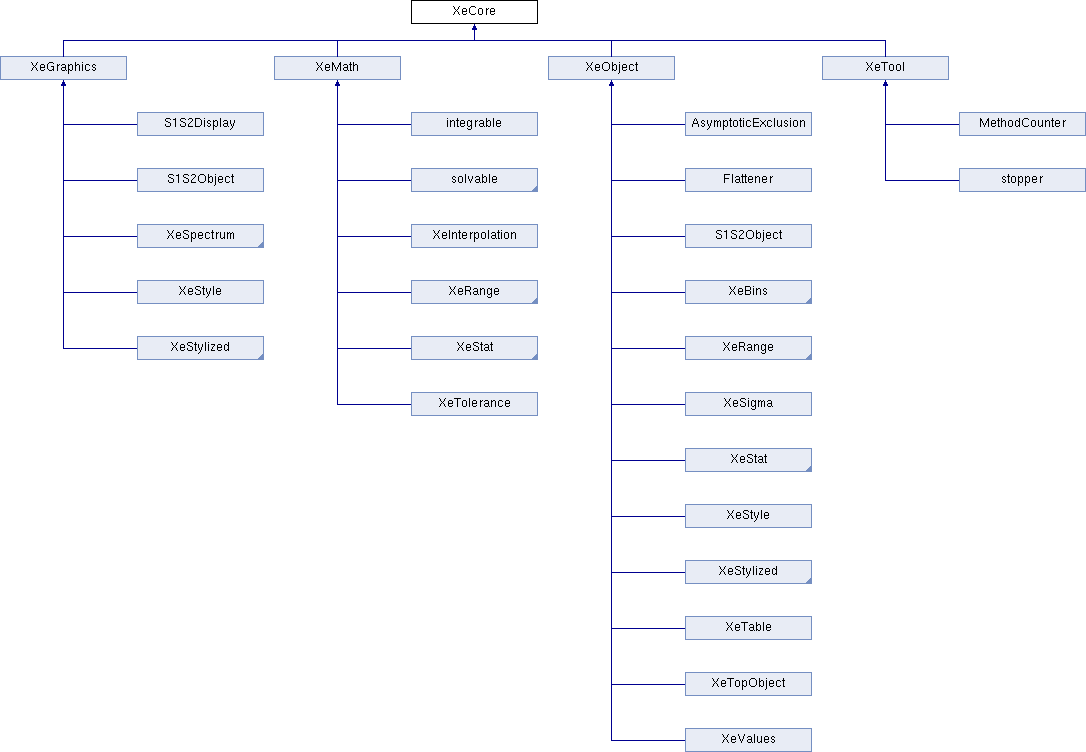 XeCore
XeGraphics
XeMath
XeObject
XeTool
S1S2Display
integrable
AsymptoticExclusion
MethodCounter
S1S2Object
solvable
Flattener
stopper
XeSpectrum
XeInterpolation
S1S2Object
XeStyle
XeRange
XeBins
XeStylized
XeStat
XeRange
XeTolerance
XeSigma
XeStat
XeStyle
XeStylized
XeTable
XeTopObject
XeValues